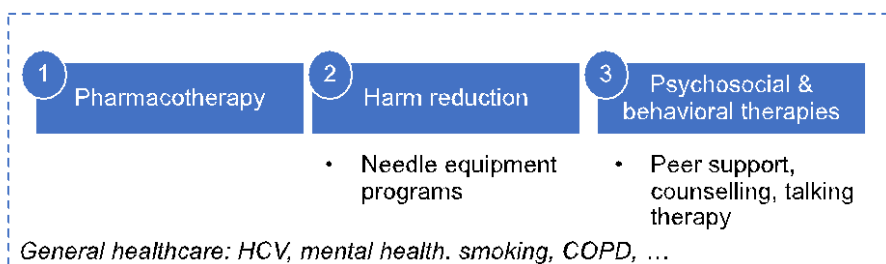 1
Pharmacotherapy
2
Harm reduction
• Needle equipment
programs
3
Psychosocial &
behavioral therapies
• Peer support,
counselling, talking
therapy
General healthcare: HCV, mental health. smoking, COPD, …